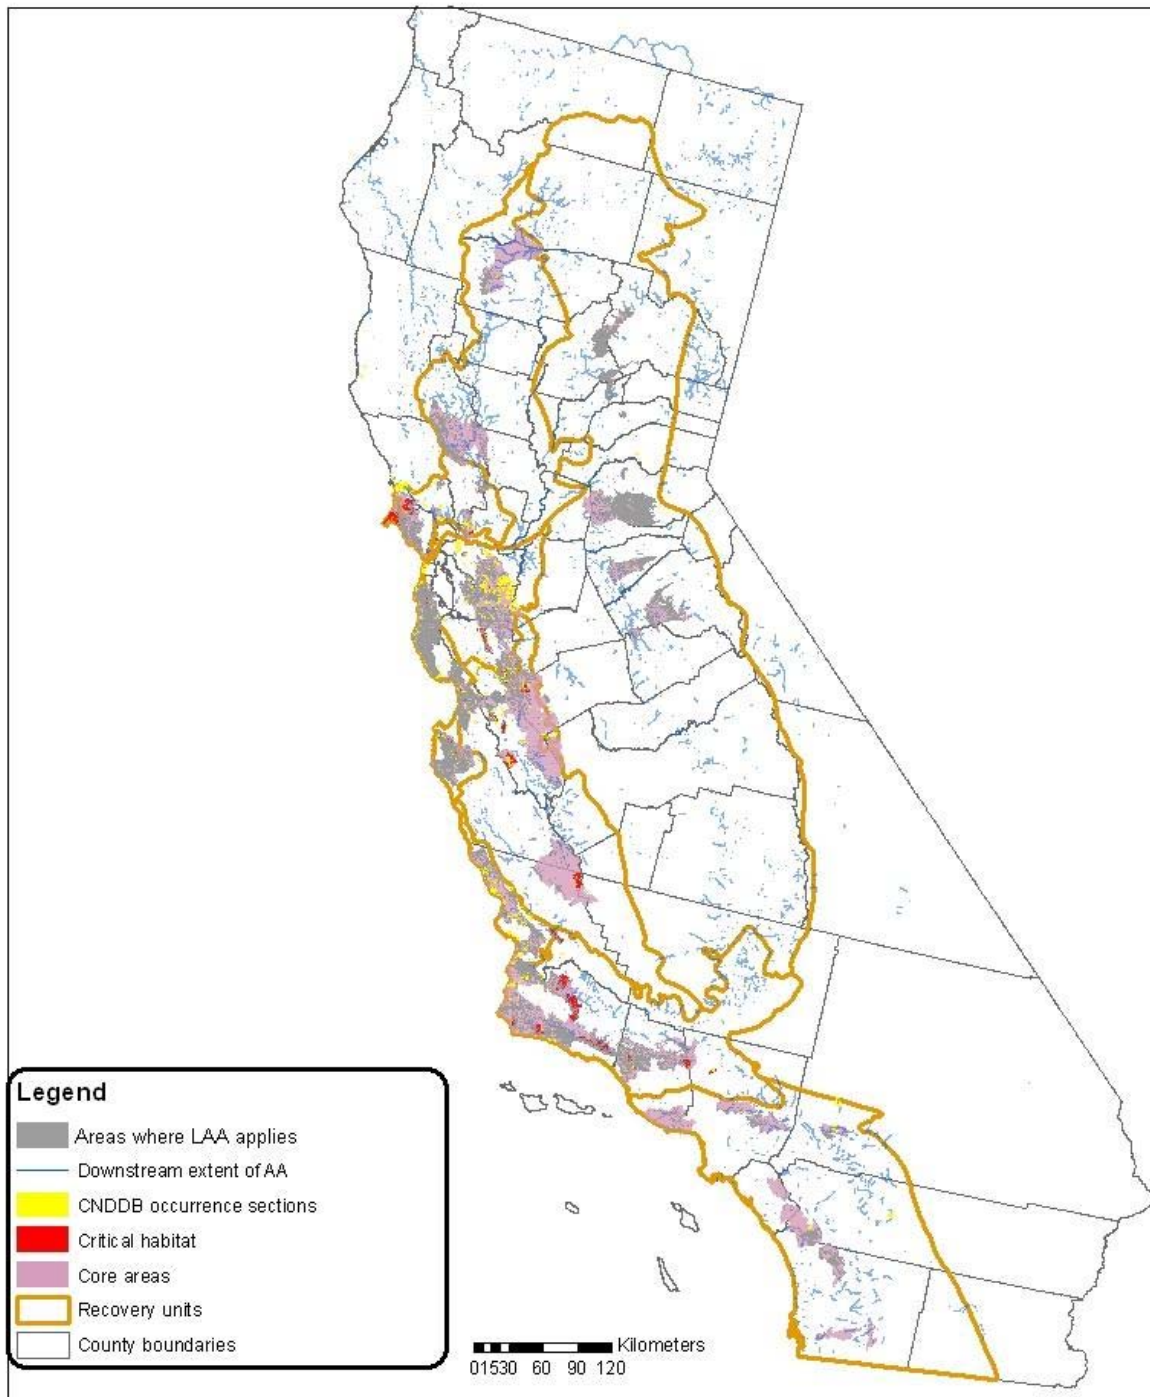 Legend
Areas where LAA applies
Downstream extent of AA
CNDDB occurrence sections
Critical habitat
Core areas
Recovery units
County boundaries
Kilometers
01530 60 90 120